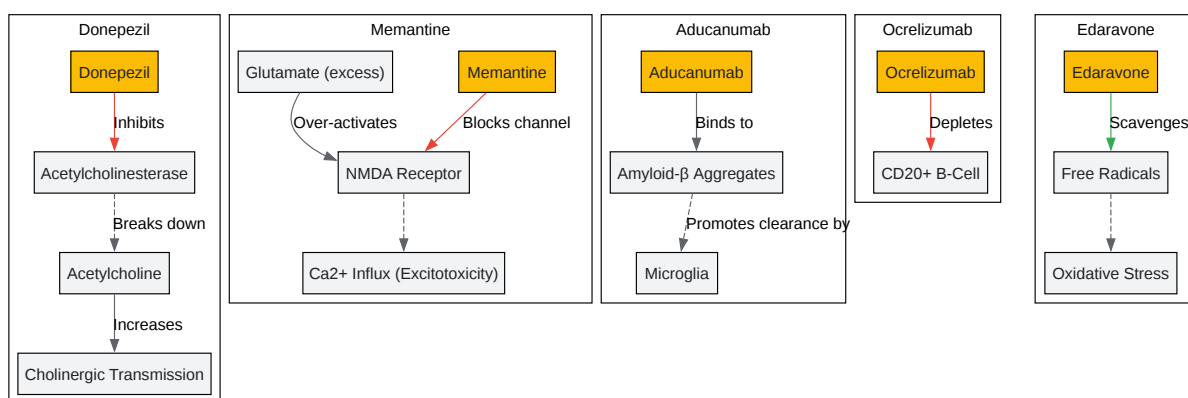 Donepezil
Donepezil
Inhibits
Acetylcholinesterase
Breaks down
Acetylcholine
Increases
Cholinergic Transmission
Memantine
Glutamate (excess)
Memantine
Over-activates
Blocks channel
NMDA Receptor
Ca2+ Influx (Excitotoxicity)
Aducanumab
Aducanumab
Binds to
Amyloid-β Aggregates
Promotes clearance by
Microglia
Ocrelizumab
Ocrelizumab
Depletes
CD20+ B-Cell
Edaravone
Edaravone
Scavenges
Free Radicals
Oxidative Stress